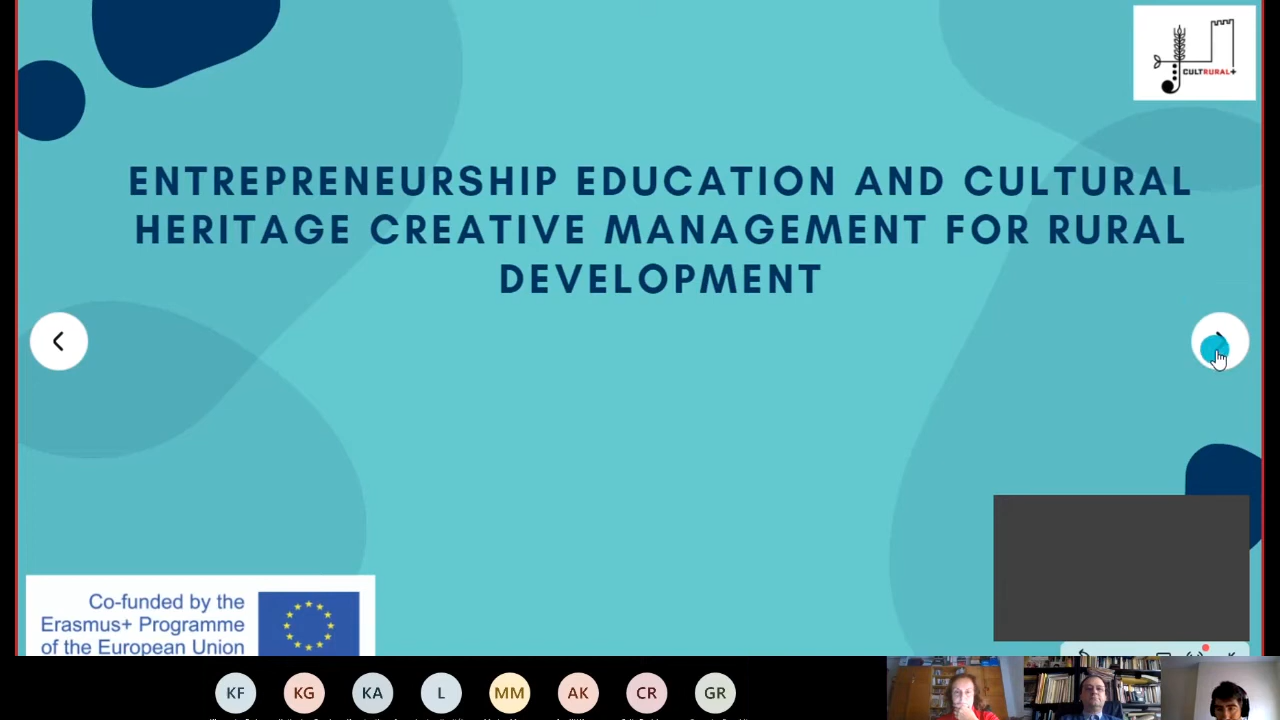 CULTRURAL+
ENTREPRENEURSHIP EDUCATION AND CULTURAL
HERITAGE CREATIVE MANAGEMENT FOR RURAL
DEVELOPMENT
Co-funded by the
Erasmus+ Programme
of the European Union
KF KG KA L MM AK CR GR